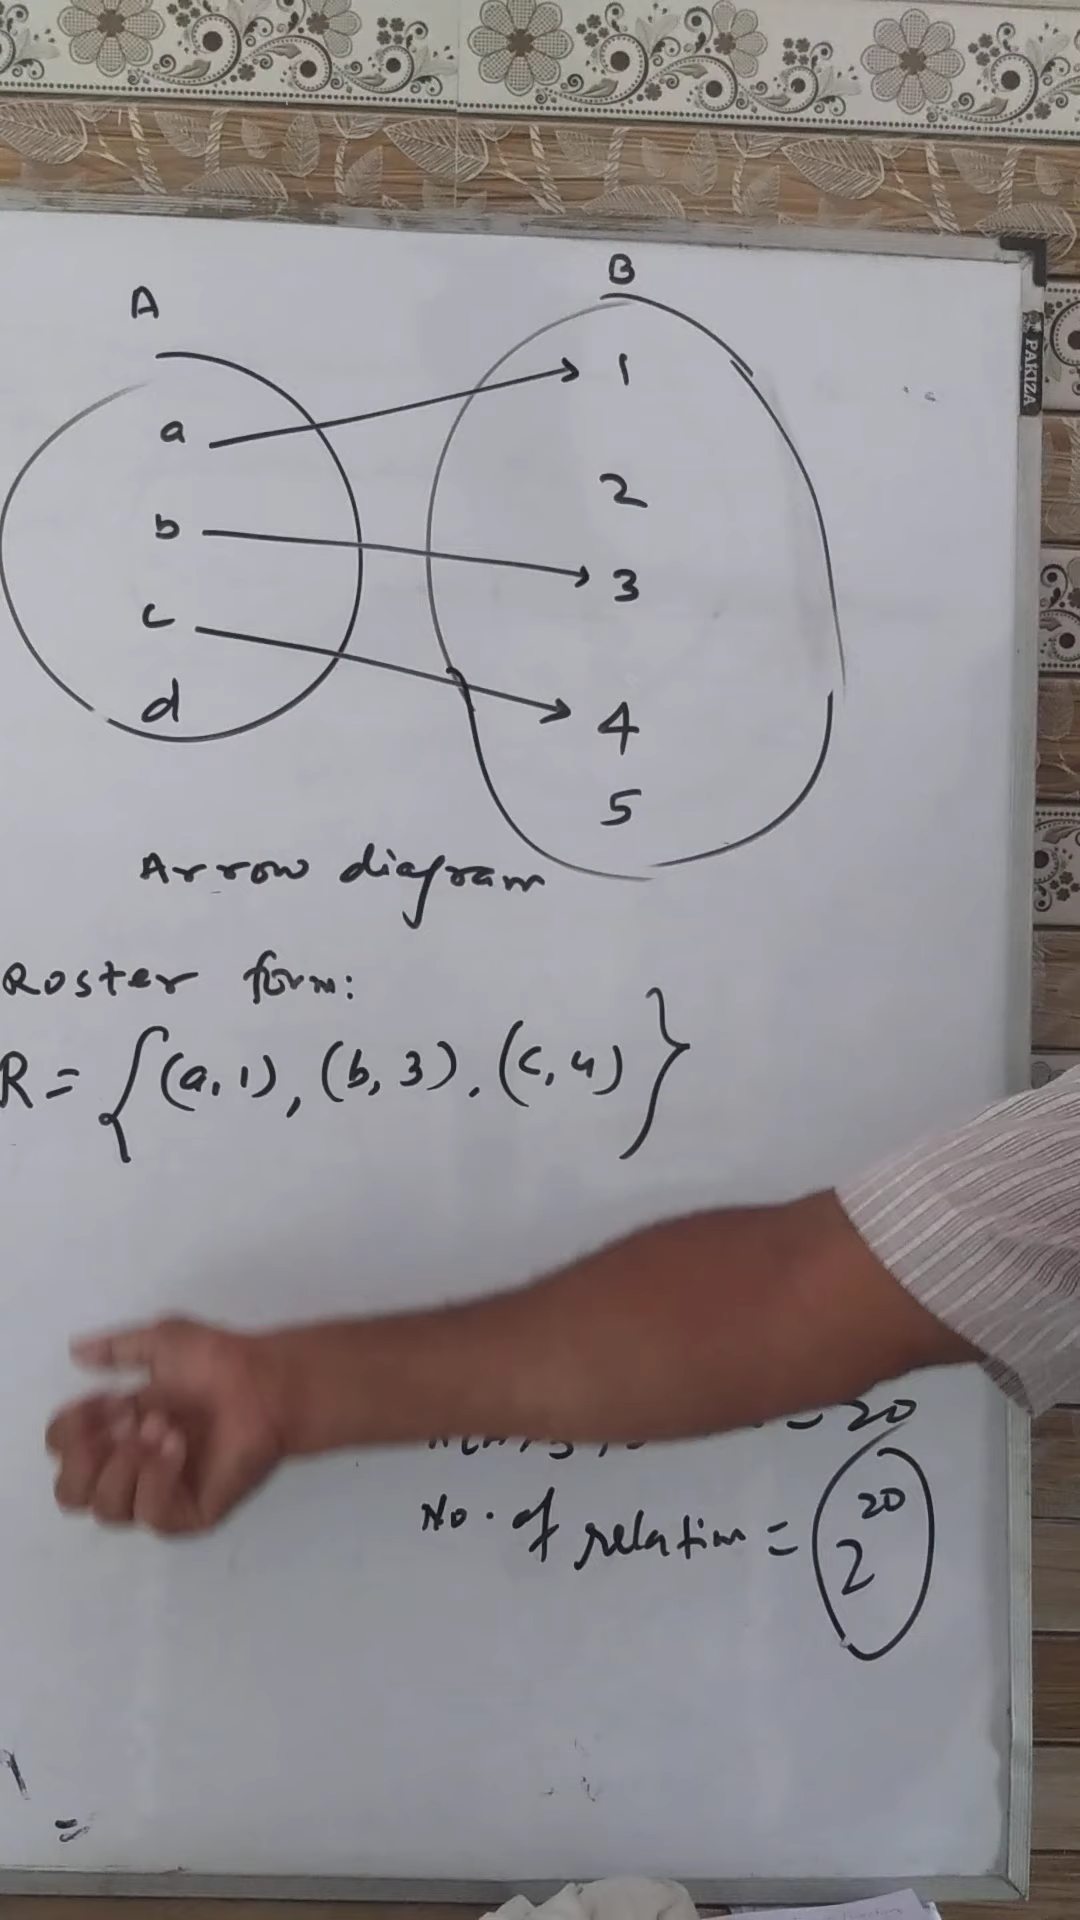 A B
a 1
b 2
c 3
d 4
5
Arrow diagram
Roster form:
R = {(a, 1), (b, 3), (c, 4)}
= 20
No. of relation = 2^20
PAKIZA
=